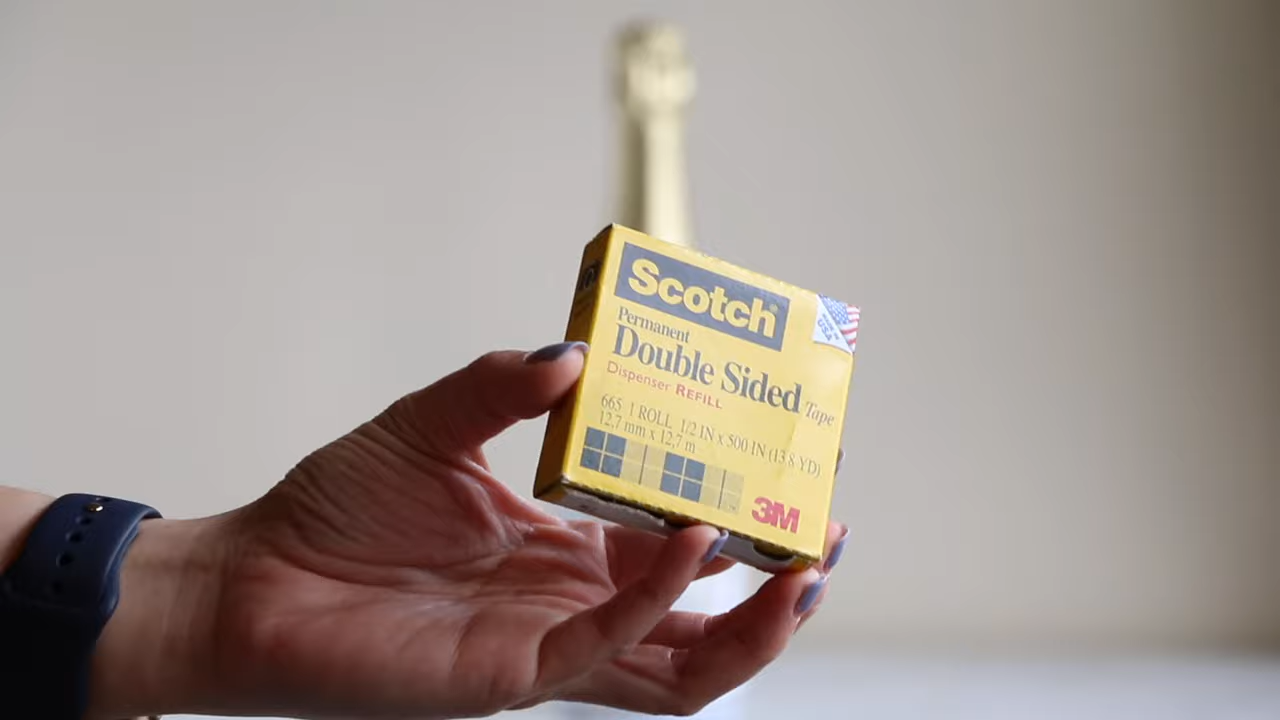 Scotch
Permanent
Double Sided Tape
Dispenser REFILL
665 1 ROLL 1/2 IN x 500 IN (13.8 YD)
12,7 mm x 12,7 m
3M
USA